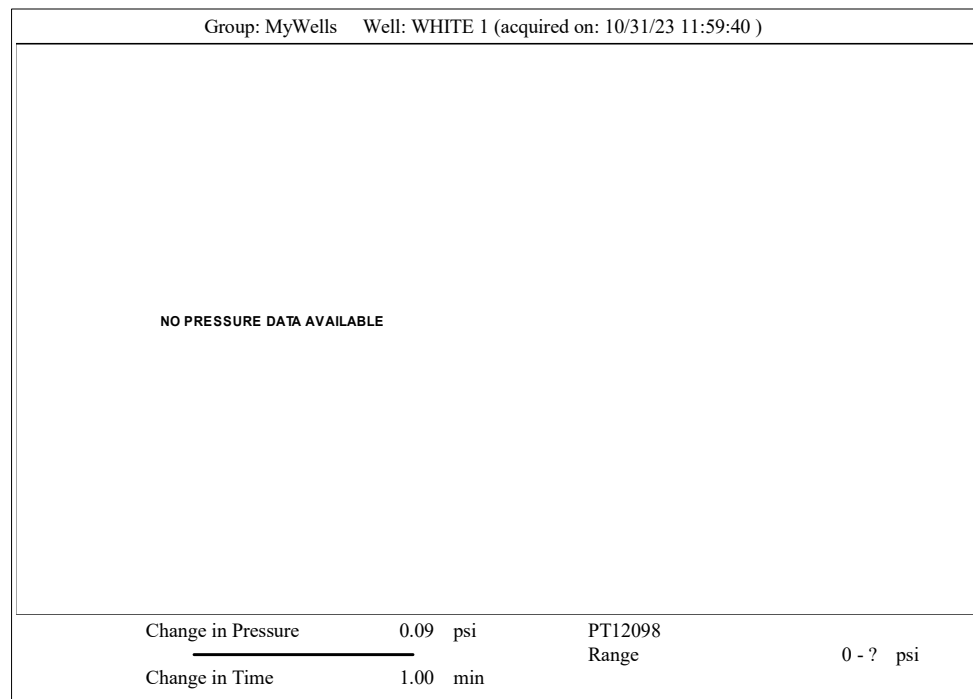 Group: MyWells Well: WHITE 1 (acquired on: 10/31/23 11:59:40 )
NO PRESSURE DATA AVAILABLE
Change in Pressure 0.09 psi PT12098
Range 0 - ? psi
Change in Time 1.00 min